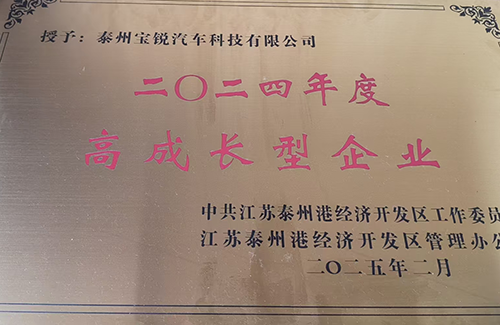 授予：泰州宝锐汽车科技有限公司
二〇二四年度
高成长型企业
中共江苏泰州港经济开发区工作委员
江苏泰州港经济开发区管理办公
二〇二五年二月